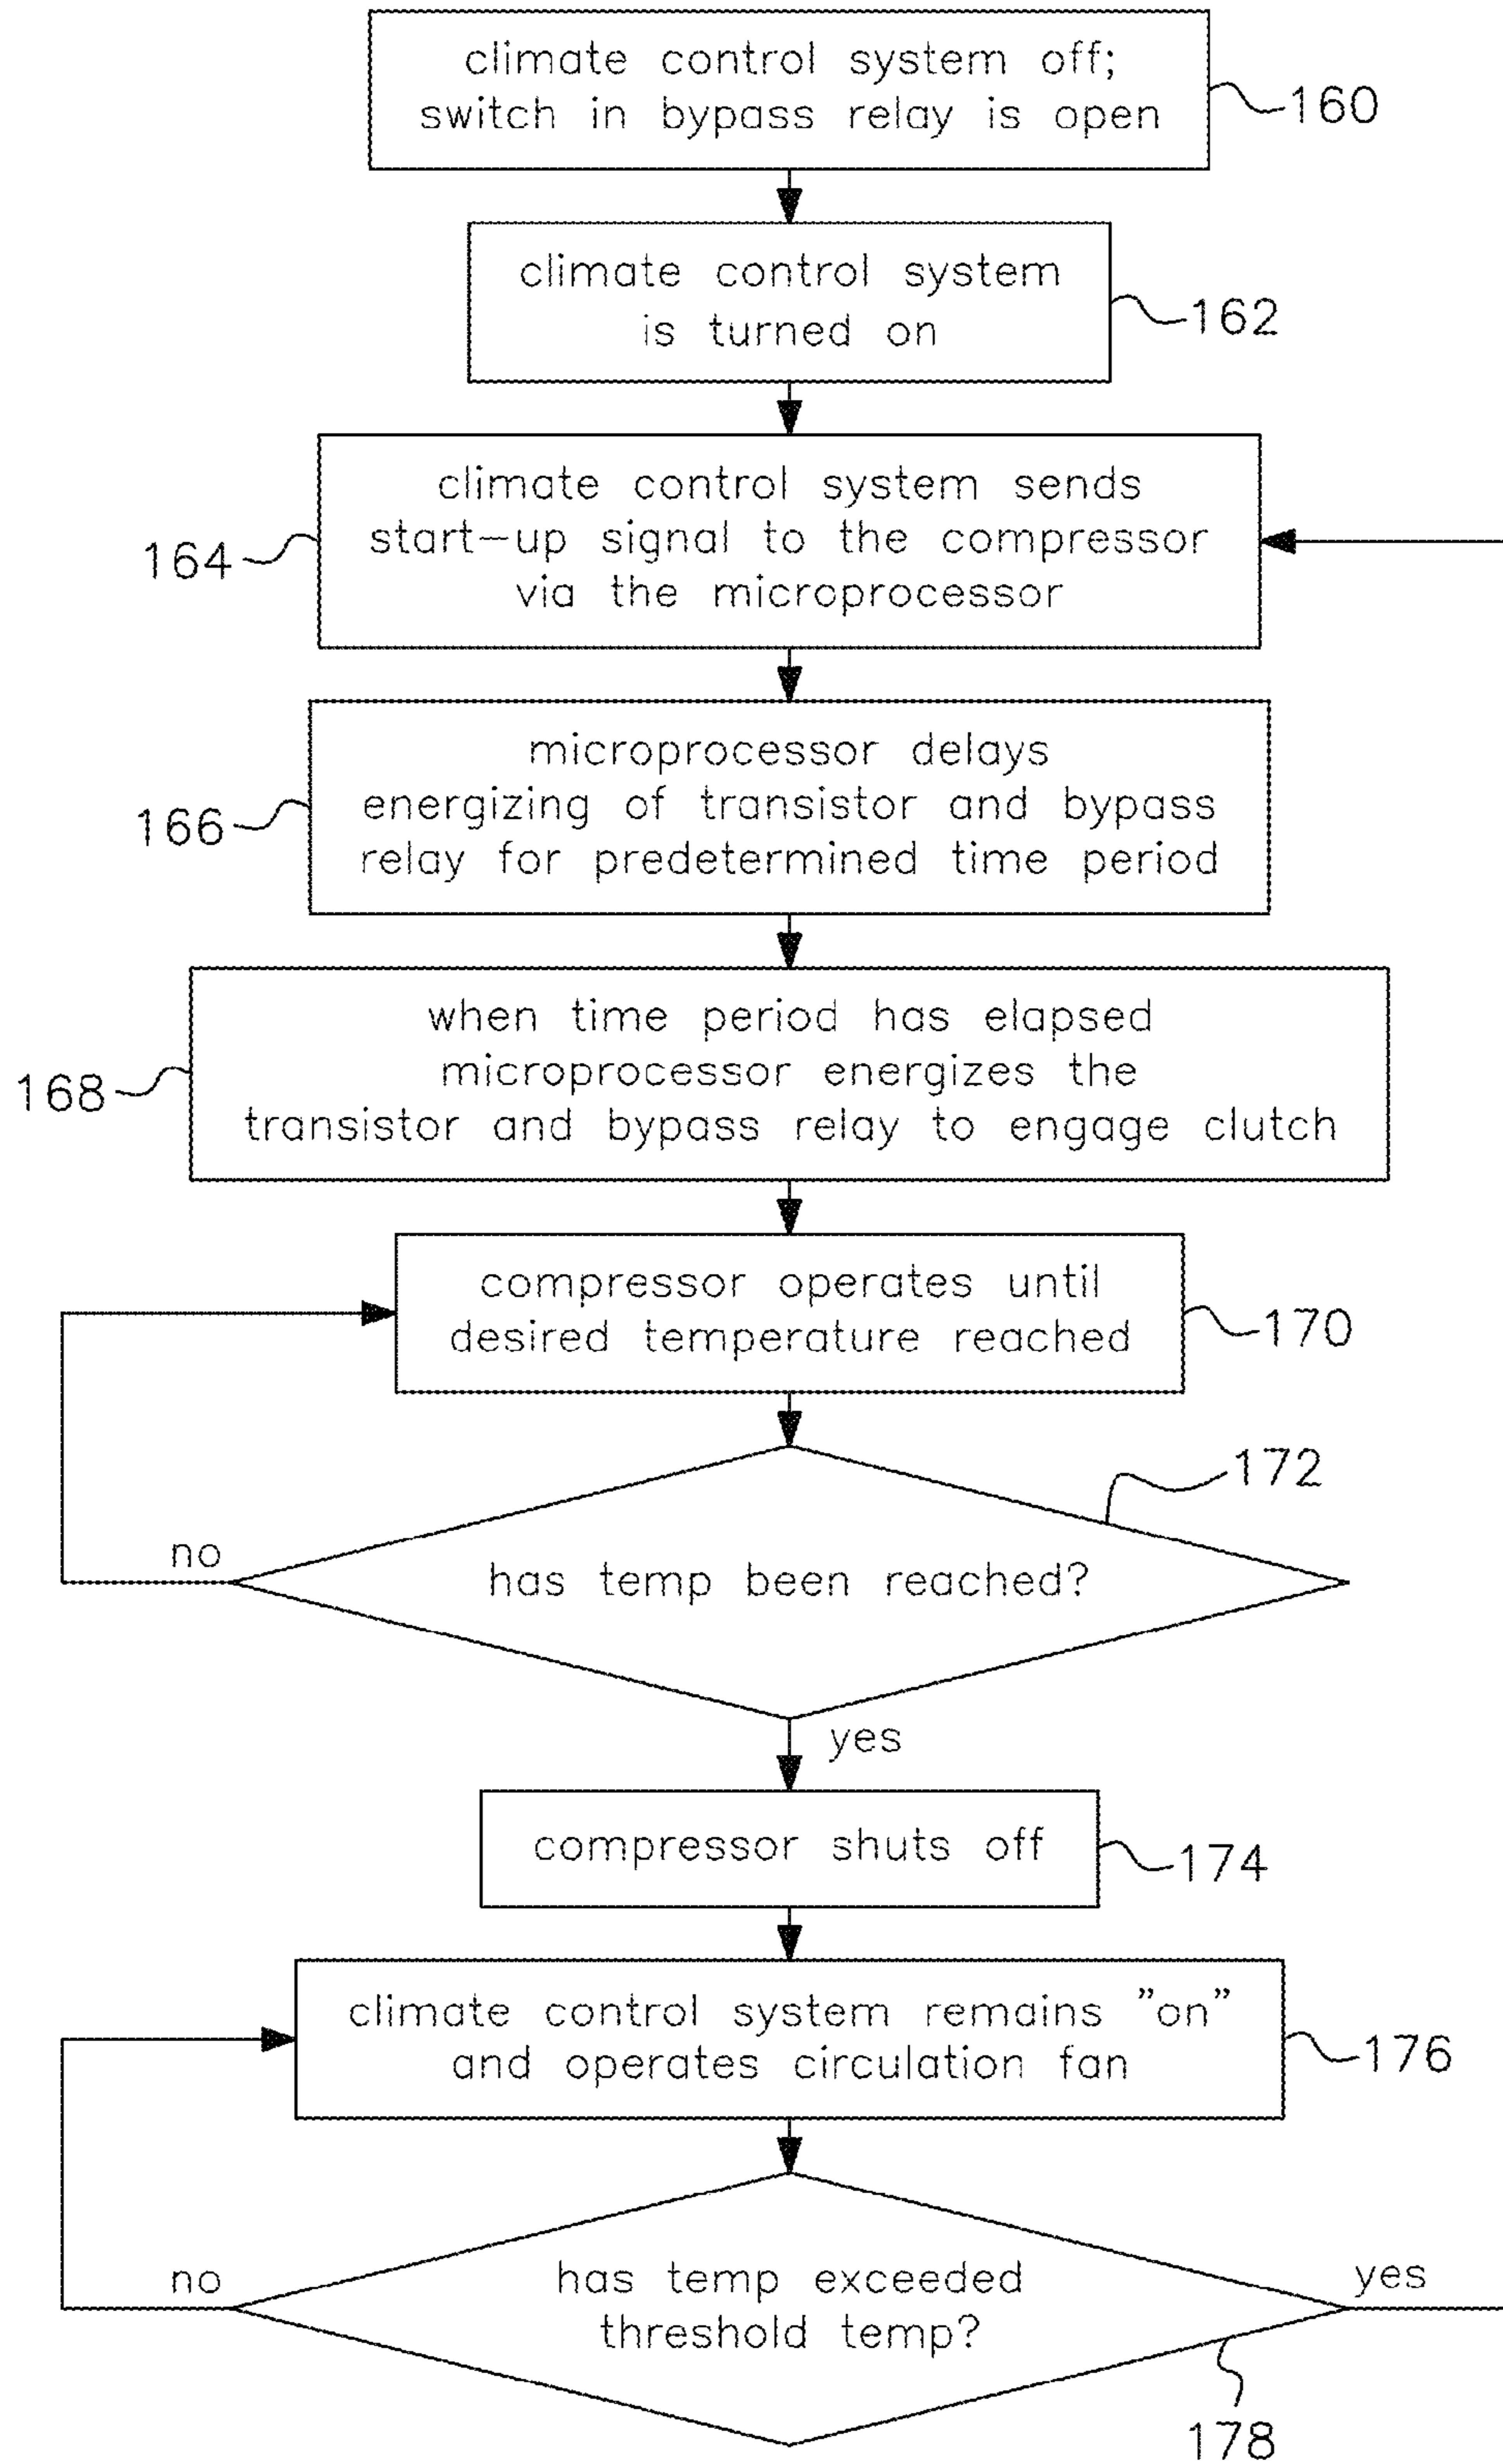 climate control system off;
switch in bypass relay is open
160
climate control system
is turned on
162
climate control system sends
start-up signal to the compressor
via the microprocessor
164
microprocessor delays
energizing of transistor and bypass
relay for predetermined time period
166
when time period has elapsed
microprocessor energizes the
transistor and bypass relay to engage clutch
168
compressor operates until
desired temperature reached
170
172
no
has temp been reached?
yes
compressor shuts off
174
climate control system remains "on"
and operates circulation fan
176
no
has temp exceeded
threshold temp?
yes
178